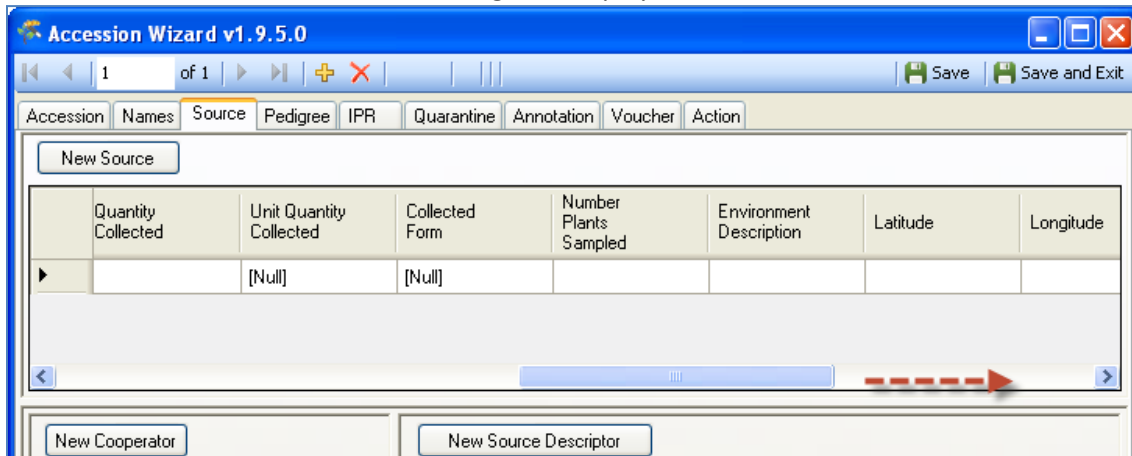 Accession Wizard v1.9.5.0
1 of 1 Save Save and Exit
Accession Names Source Pedigree IPR Quarantine Annotation Voucher Action
New Source
Quantity Collected Unit Quantity Collected Collected Form Number Plants Sampled Environment Description Latitude Longitude
[Null] [Null]
New Cooperator New Source Descriptor